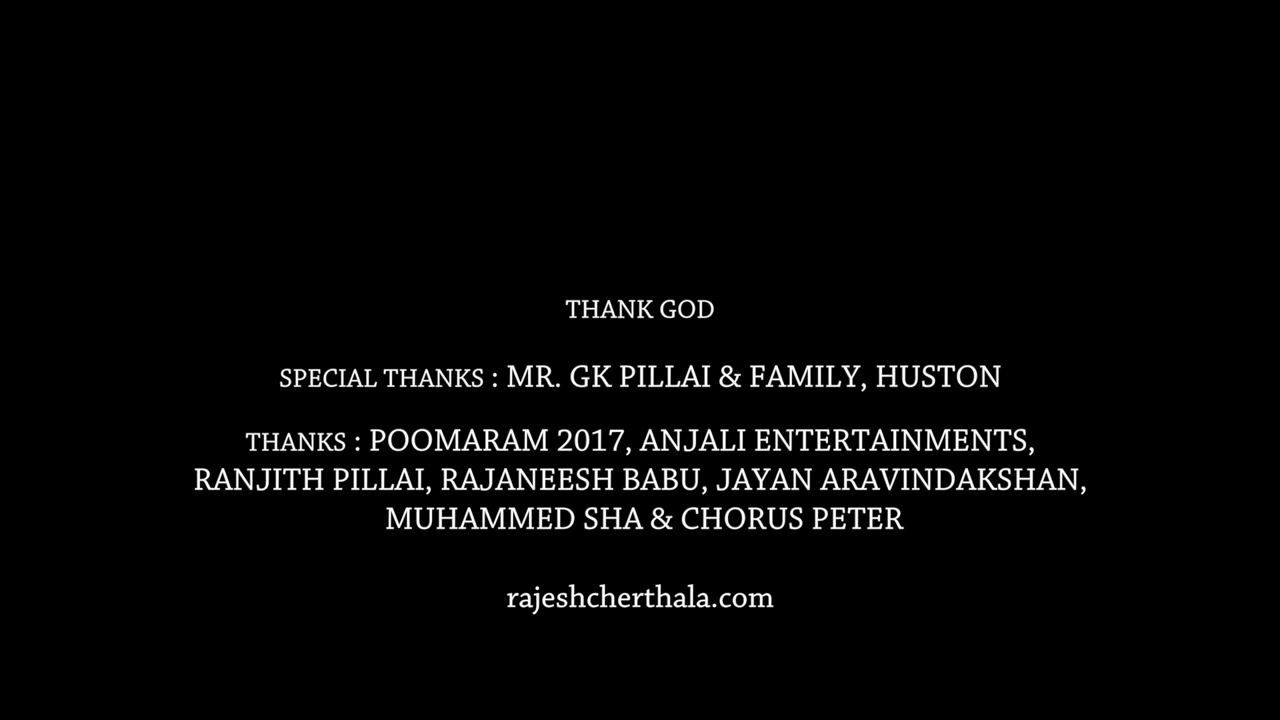 THANK GOD
SPECIAL THANKS : MR. GK PILLAI & FAMILY, HUSTON
THANKS : POOMARAM 2017, ANJALI ENTERTAINMENTS,
RANJITH PILLAI, RAJANEESH BABU, JAYAN ARAVINDAKSHAN,
MUHAMMED SHA & CHORUS PETER
rajeshcherthala.com